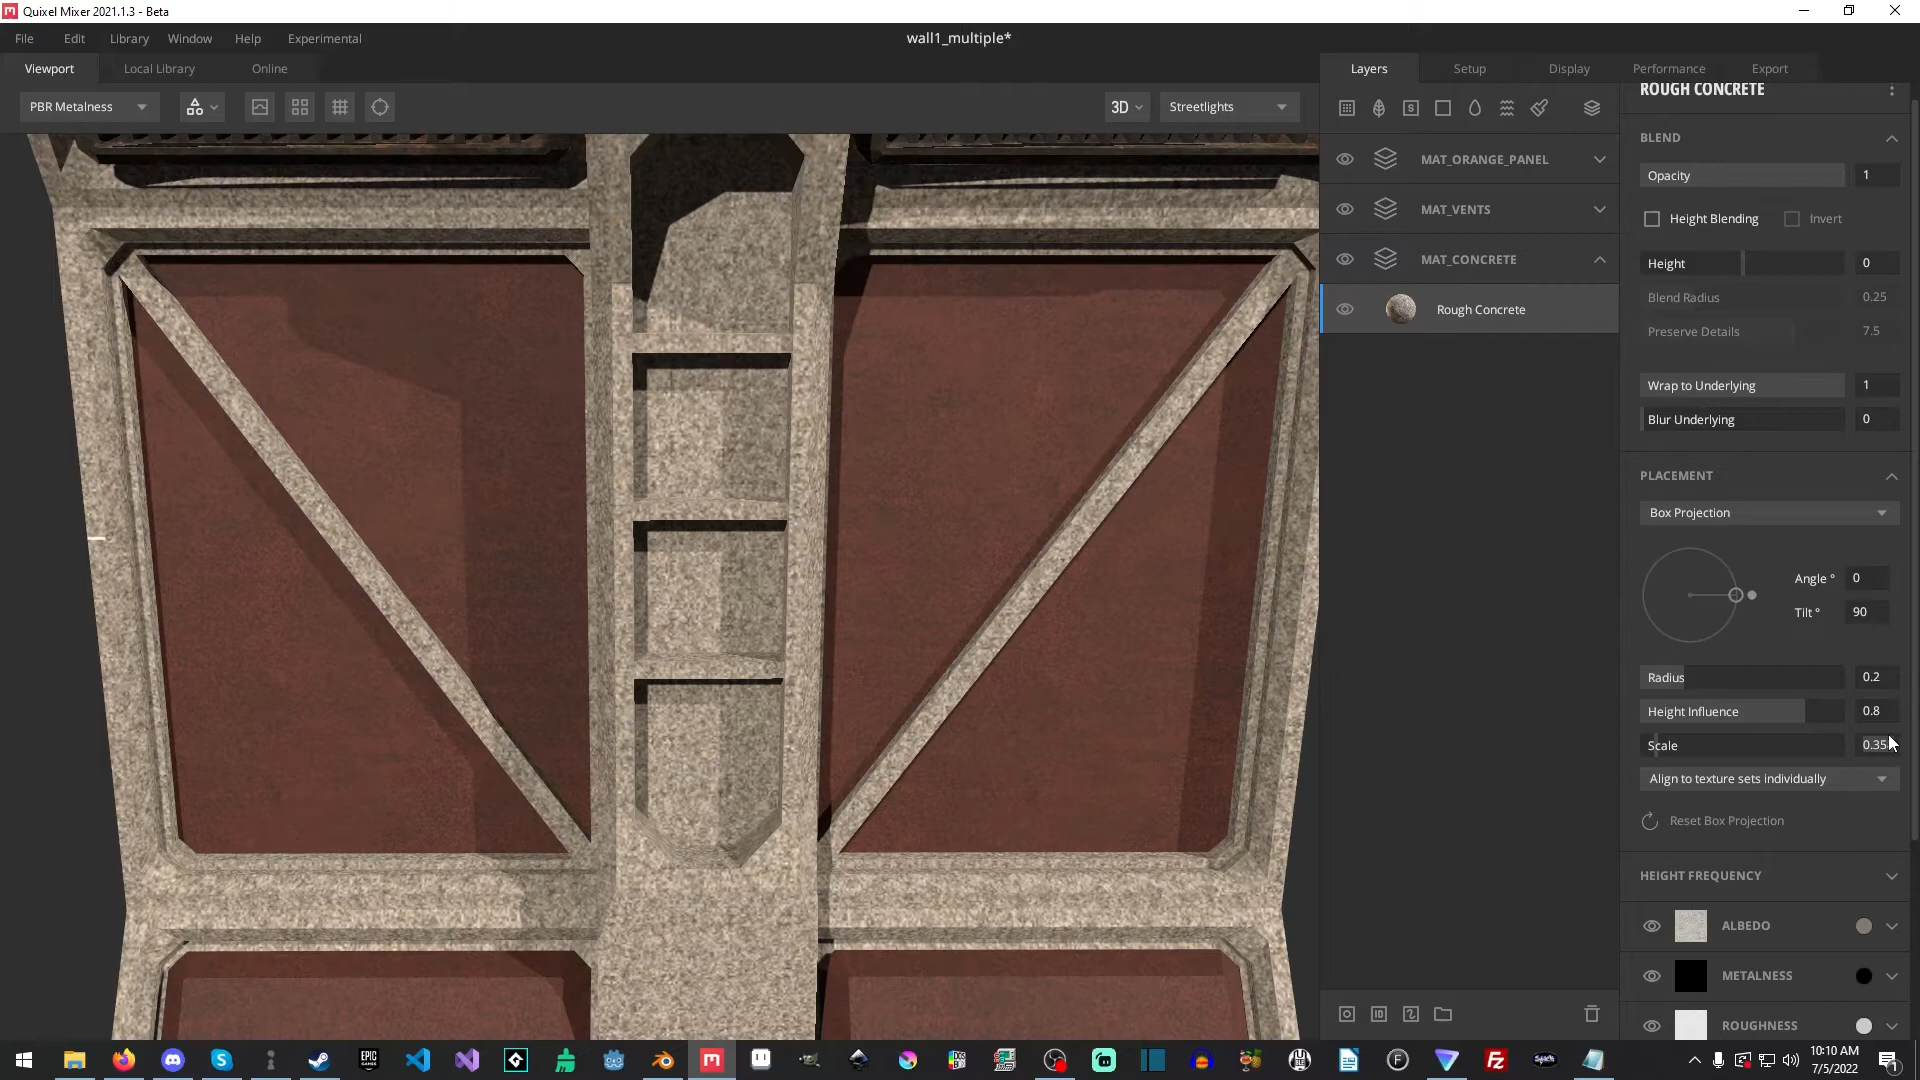 Quixel Mixer 2021.1.3 - Beta
File Edit Library Window Help Experimental
wall1_multiple*
Viewport Local Library Online
Layers Setup Display Performance Export
PBR Metalness
3D
Streetlights
ROUGH CONCRETE
MAT_ORANGE_PANEL
MAT_VENTS
MAT_CONCRETE
Rough Concrete
BLEND
Opacity 1
Height Blending Invert
Height 0
Blend Radius 0.25
Preserve Details 7.5
Wrap to Underlying 1
Blur Underlying 0
PLACEMENT
Box Projection
Angle ° 0
Tilt ° 90
Radius 0.2
Height Influence 0.8
Scale 0.35
Align to texture sets individually
Reset Box Projection
HEIGHT FREQUENCY
ALBEDO
METALNESS
ROUGHNESS
EPIC GAMES
10:10 AM
7/5/2022